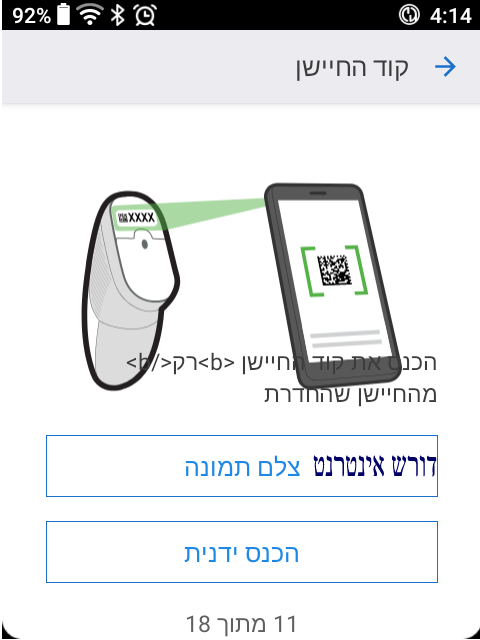 92% 4:14
קוד החיישן
XXXX
הכנס את קוד החיישן <b>רק</b>
מהחיישן שהחדרת
צלם תמונה דורש אינטרנט
הכנס ידנית
11 מתוך 18